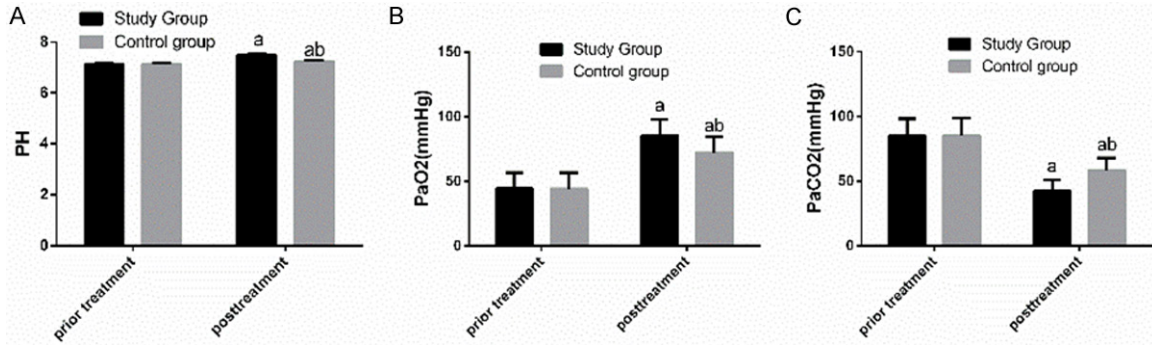 A
Study Group
Control group
PH
8
6
4
2
0
a
ab
prior treatment
posttreatment
B
Study Group
Control group
PaO2(mmHg)
150
100
50
0
a
ab
prior treatment
posttreatment
C
Study Group
Control group
PaCO2(mmHg)
150
100
50
0
a
ab
prior treatment
posttreatment